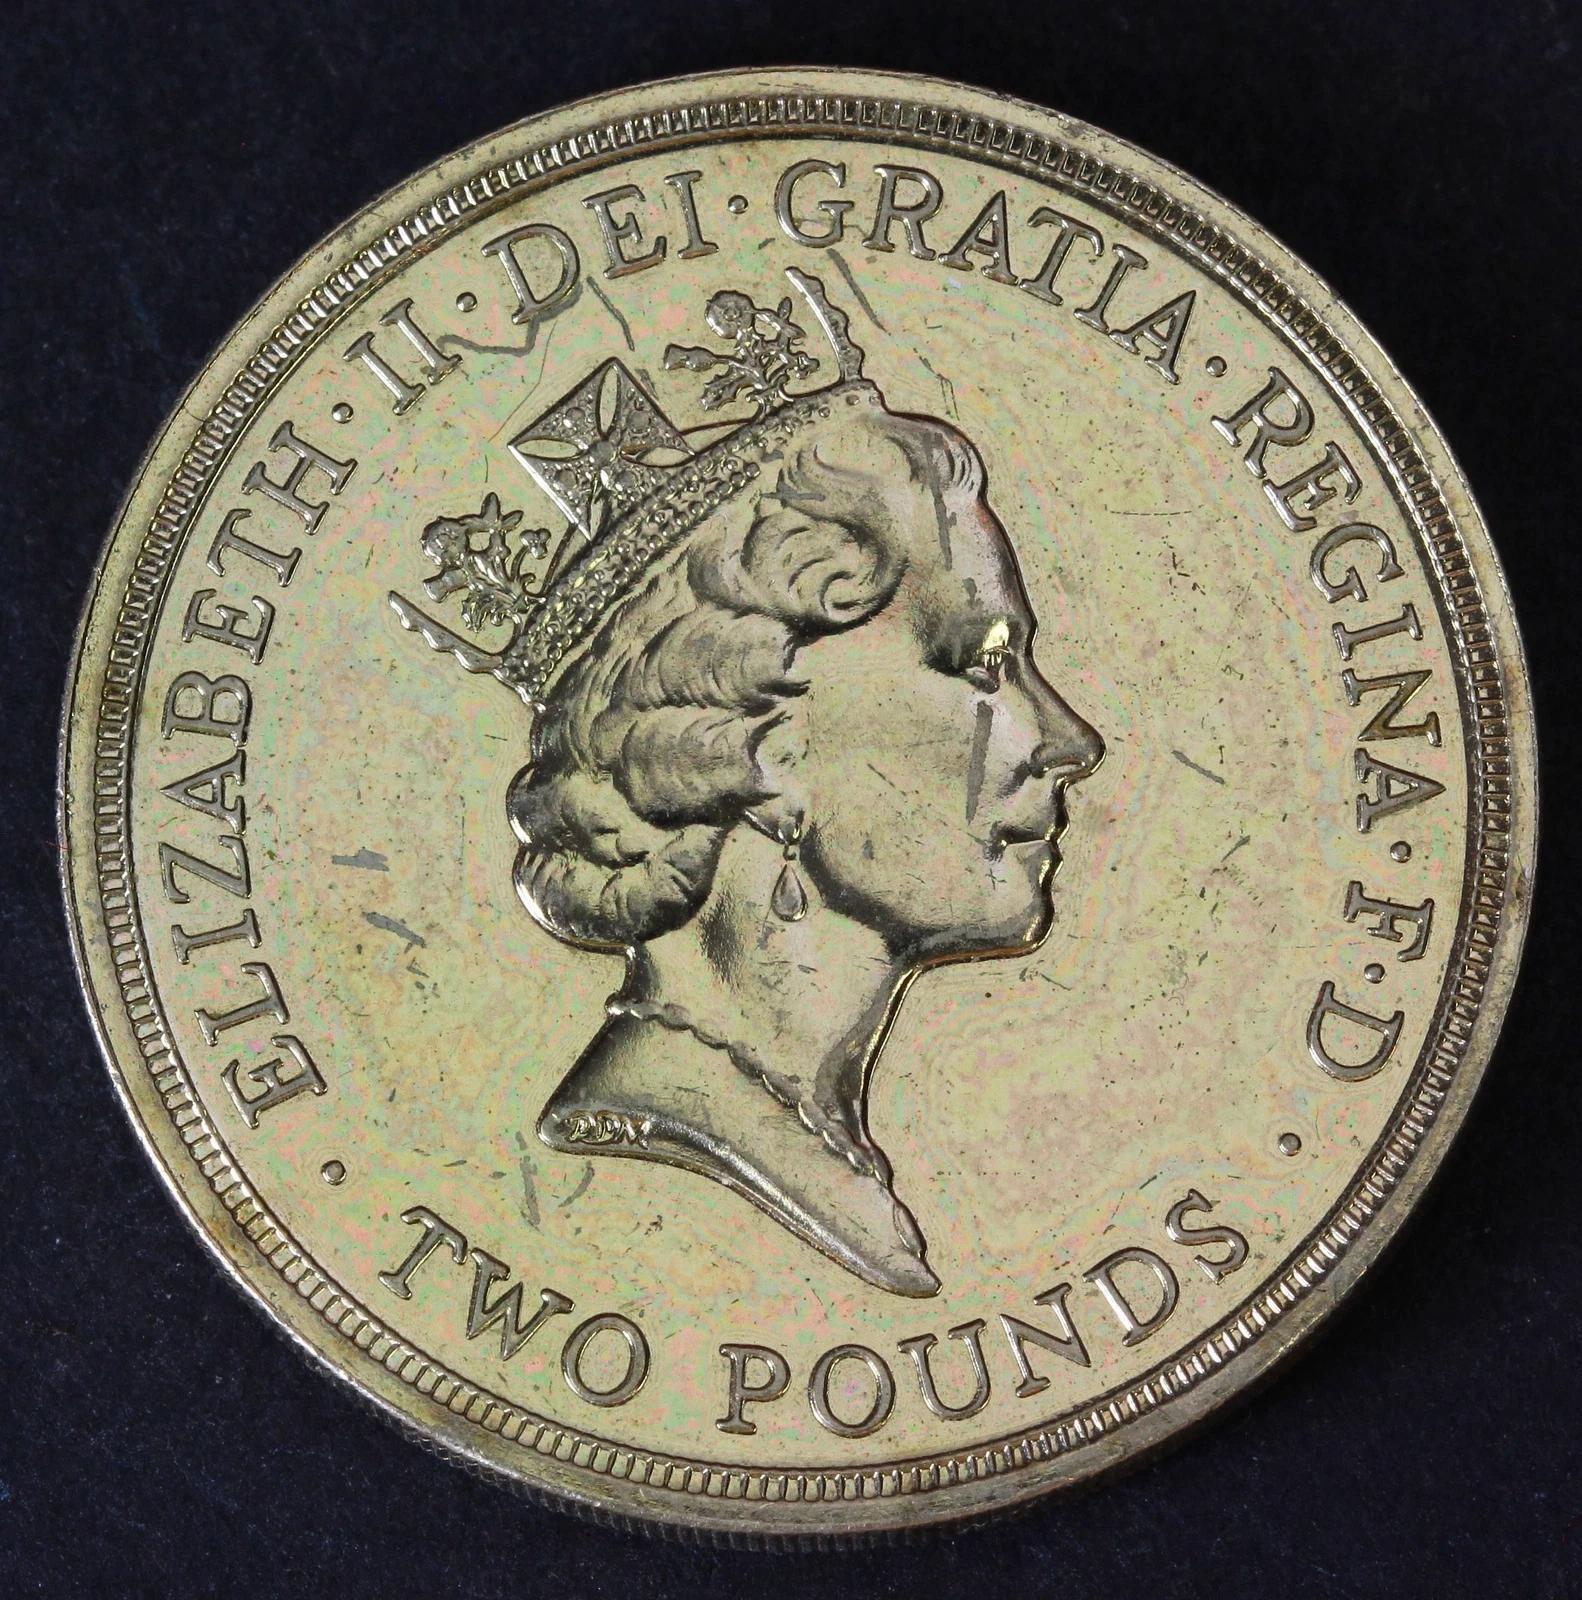 ELIZABETH · II · DEI · GRATIA · REGINA · F · D
· TWO POUNDS ·
RDM